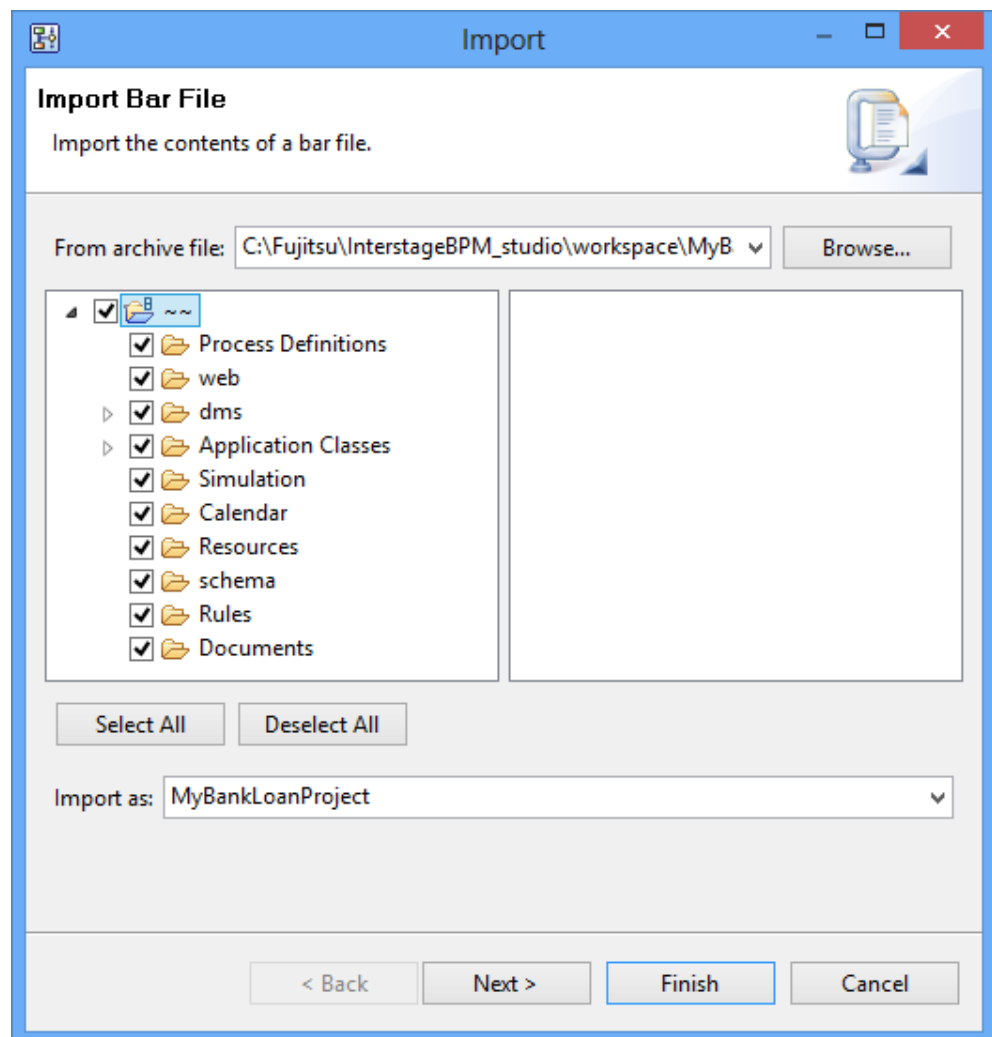 Import
Import Bar File
Import the contents of a bar file.
From archive file: C:\Fujitsu\InterstageBPM_studio\workspace\MyB Browse...
~~
Process Definitions
web
dms
Application Classes
Simulation
Calendar
Resources
schema
Rules
Documents
Select All Deselect All
Import as: MyBankLoanProject
< Back Next > Finish Cancel